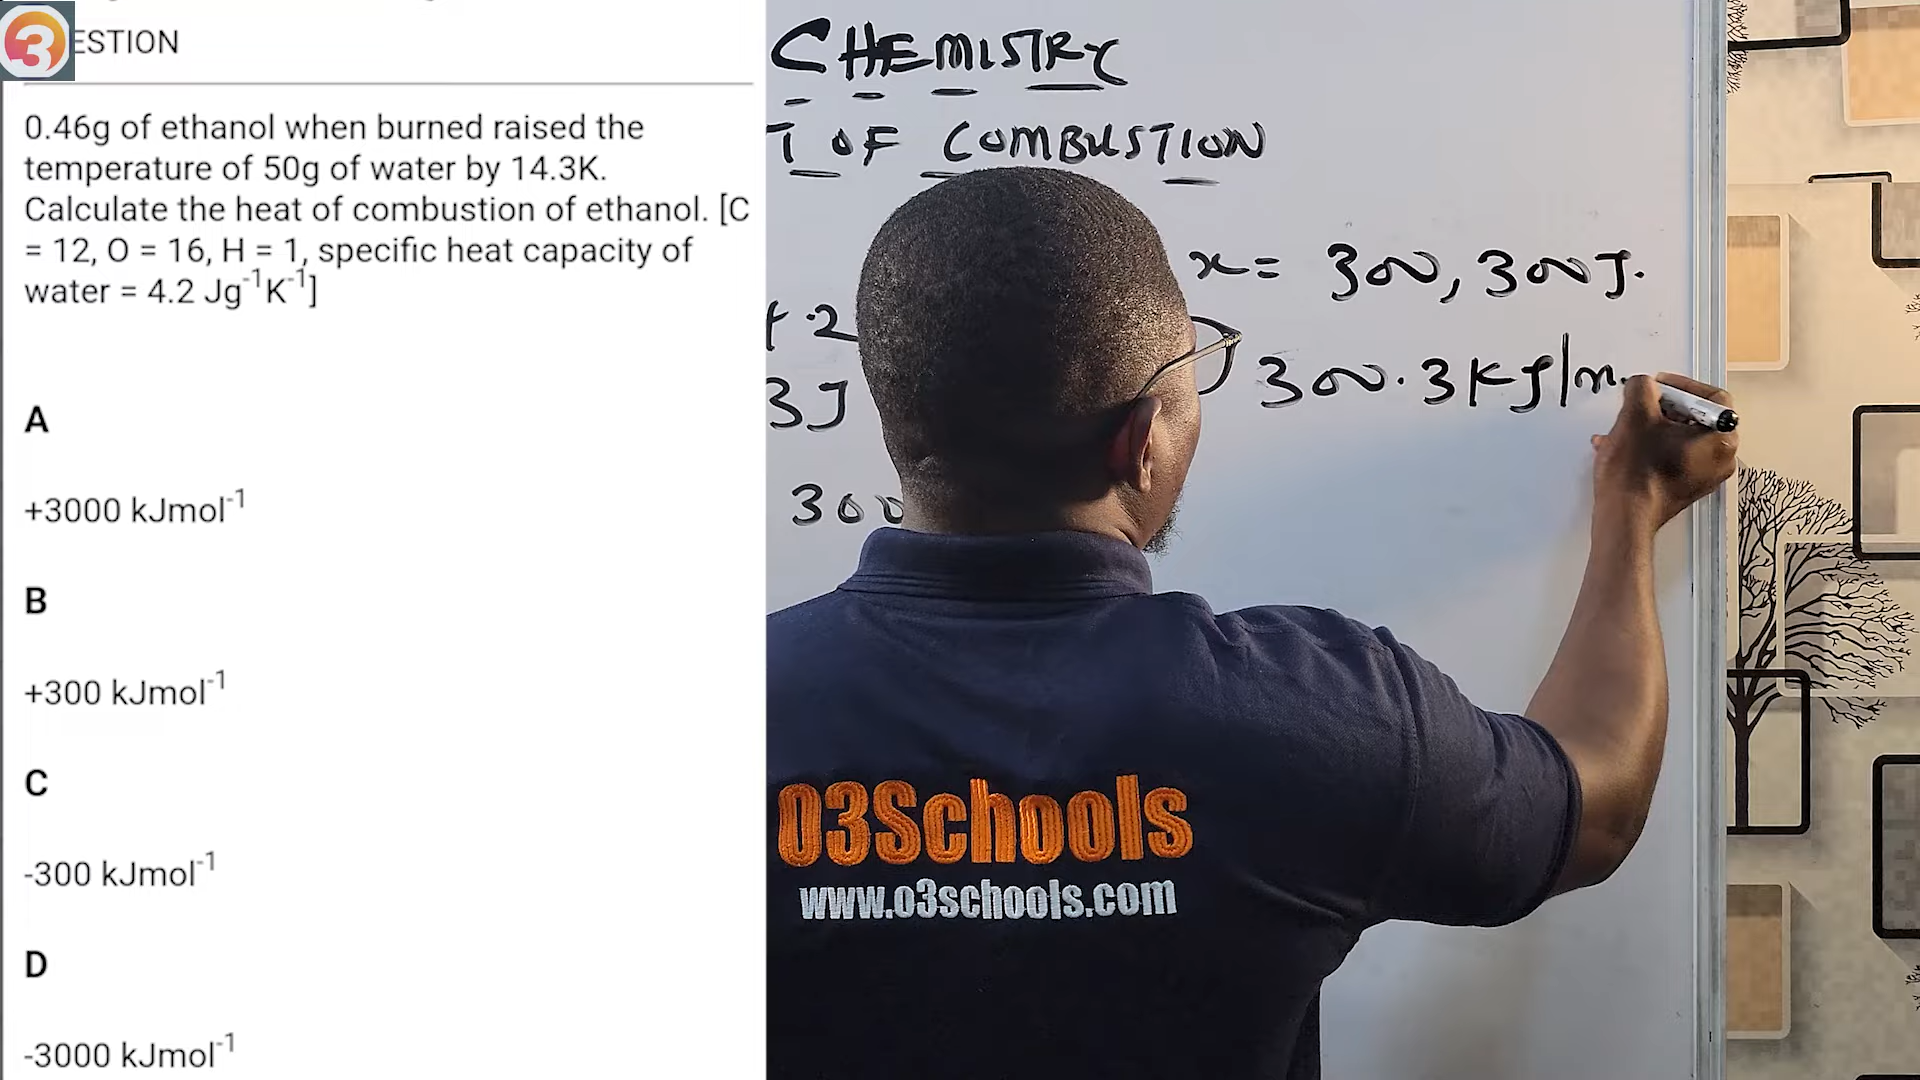 3
ESTION
0.46g of ethanol when burned raised the
temperature of 50g of water by 14.3K.
Calculate the heat of combustion of ethanol. [C
= 12, O = 16, H = 1, specific heat capacity of
water = 4.2 Jg⁻¹K⁻¹]
A
+3000 kJmol⁻¹
B
+300 kJmol⁻¹
C
-300 kJmol⁻¹
D
-3000 kJmol⁻¹
CHEMISTRY
T OF COMBUSTION
x = 300,300J.
.2
300.3KJ/m
3J
300
O3Schools
www.o3schools.com